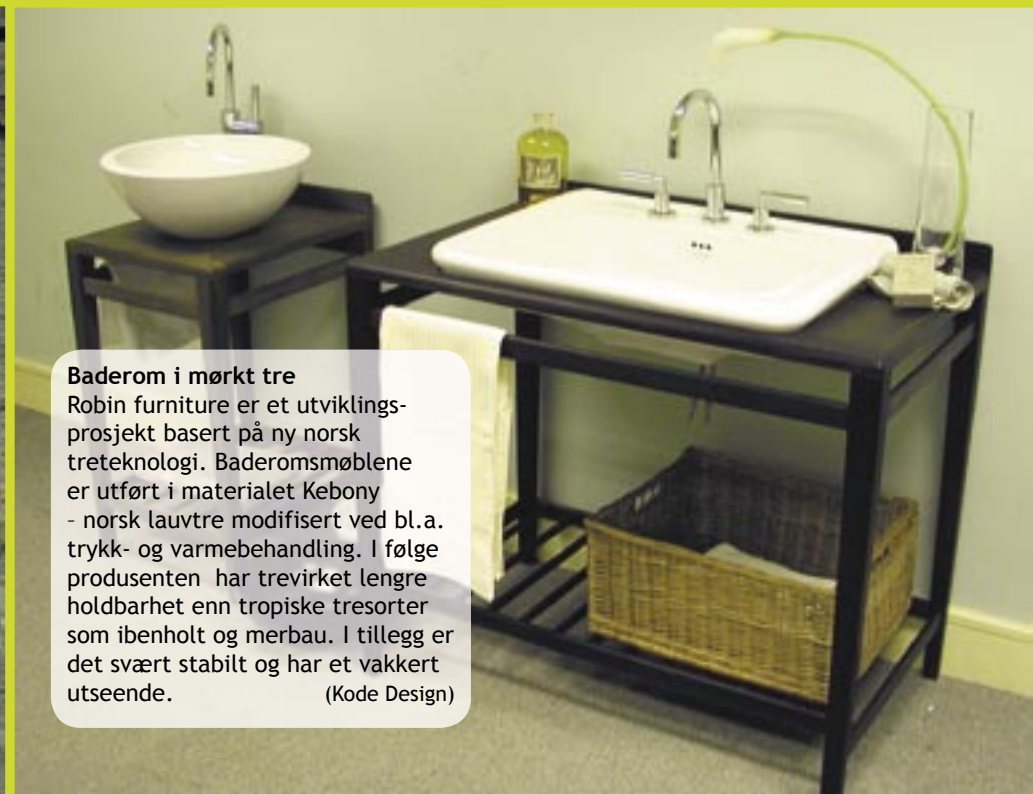 Baderom i mørkt tre
Robin furniture er et utviklings-
prosjekt basert på ny norsk
treteknologi. Baderomsmøblene
er utført i materialet Kebony
– norsk lauvtre modifisert ved bl.a.
trykk- og varmebehandling. I følge
produsenten har trevirket lengre
holdbarhet enn tropiske tresorter
som ibenholt og merbau. I tillegg er
det svært stabilt og har et vakkert
utseende. (Kode Design)